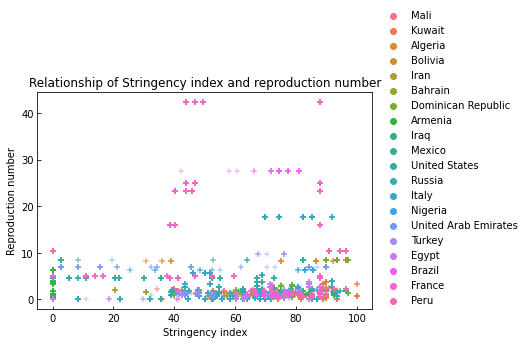 Relationship of Stringency index and reproduction number
Reproduction number
40
30
20
10
0
0 20 40 60 80 100
Stringency index
Mali
Kuwait
Algeria
Bolivia
Iran
Bahrain
Dominican Republic
Armenia
Iraq
Mexico
United States
Russia
Italy
Nigeria
United Arab Emirates
Turkey
Egypt
Brazil
France
Peru